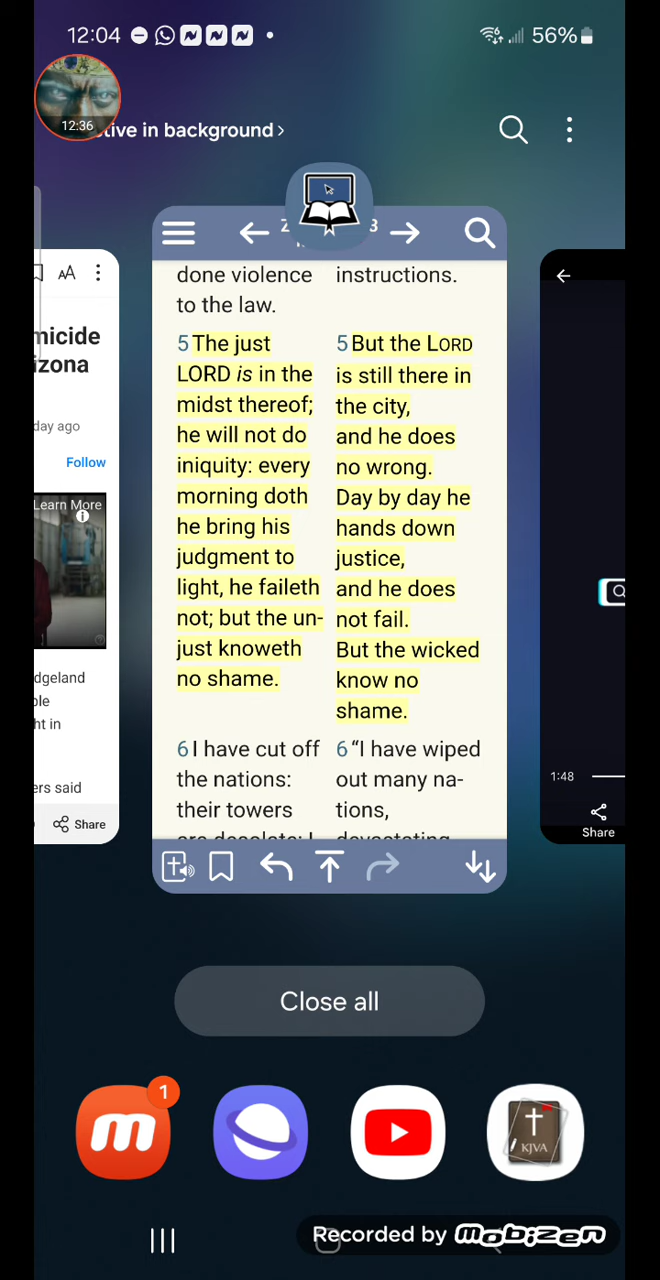 12:04
56%
12:36
tive in background >
done violence
to the law.
5 The just
LORD is in the
midst thereof;
he will not do
iniquity: every
morning doth
he bring his
judgment to
light, he faileth
not; but the un-
just knoweth
no shame.
6 I have cut off
the nations:
their towers
are desolate; I
instructions.
5 But the LORD
is still there in
the city,
and he does
no wrong.
Day by day he
hands down
justice,
and he does
not fail.
But the wicked
know no
shame.
6 “I have wiped
out many na-
tions,
devastating
AA
micide
izona
day ago
Follow
Learn More
dgeland
ble
ht in
ers said
Share
1:48
Share
Close all
1
m
KJVA
Recorded by mobizen